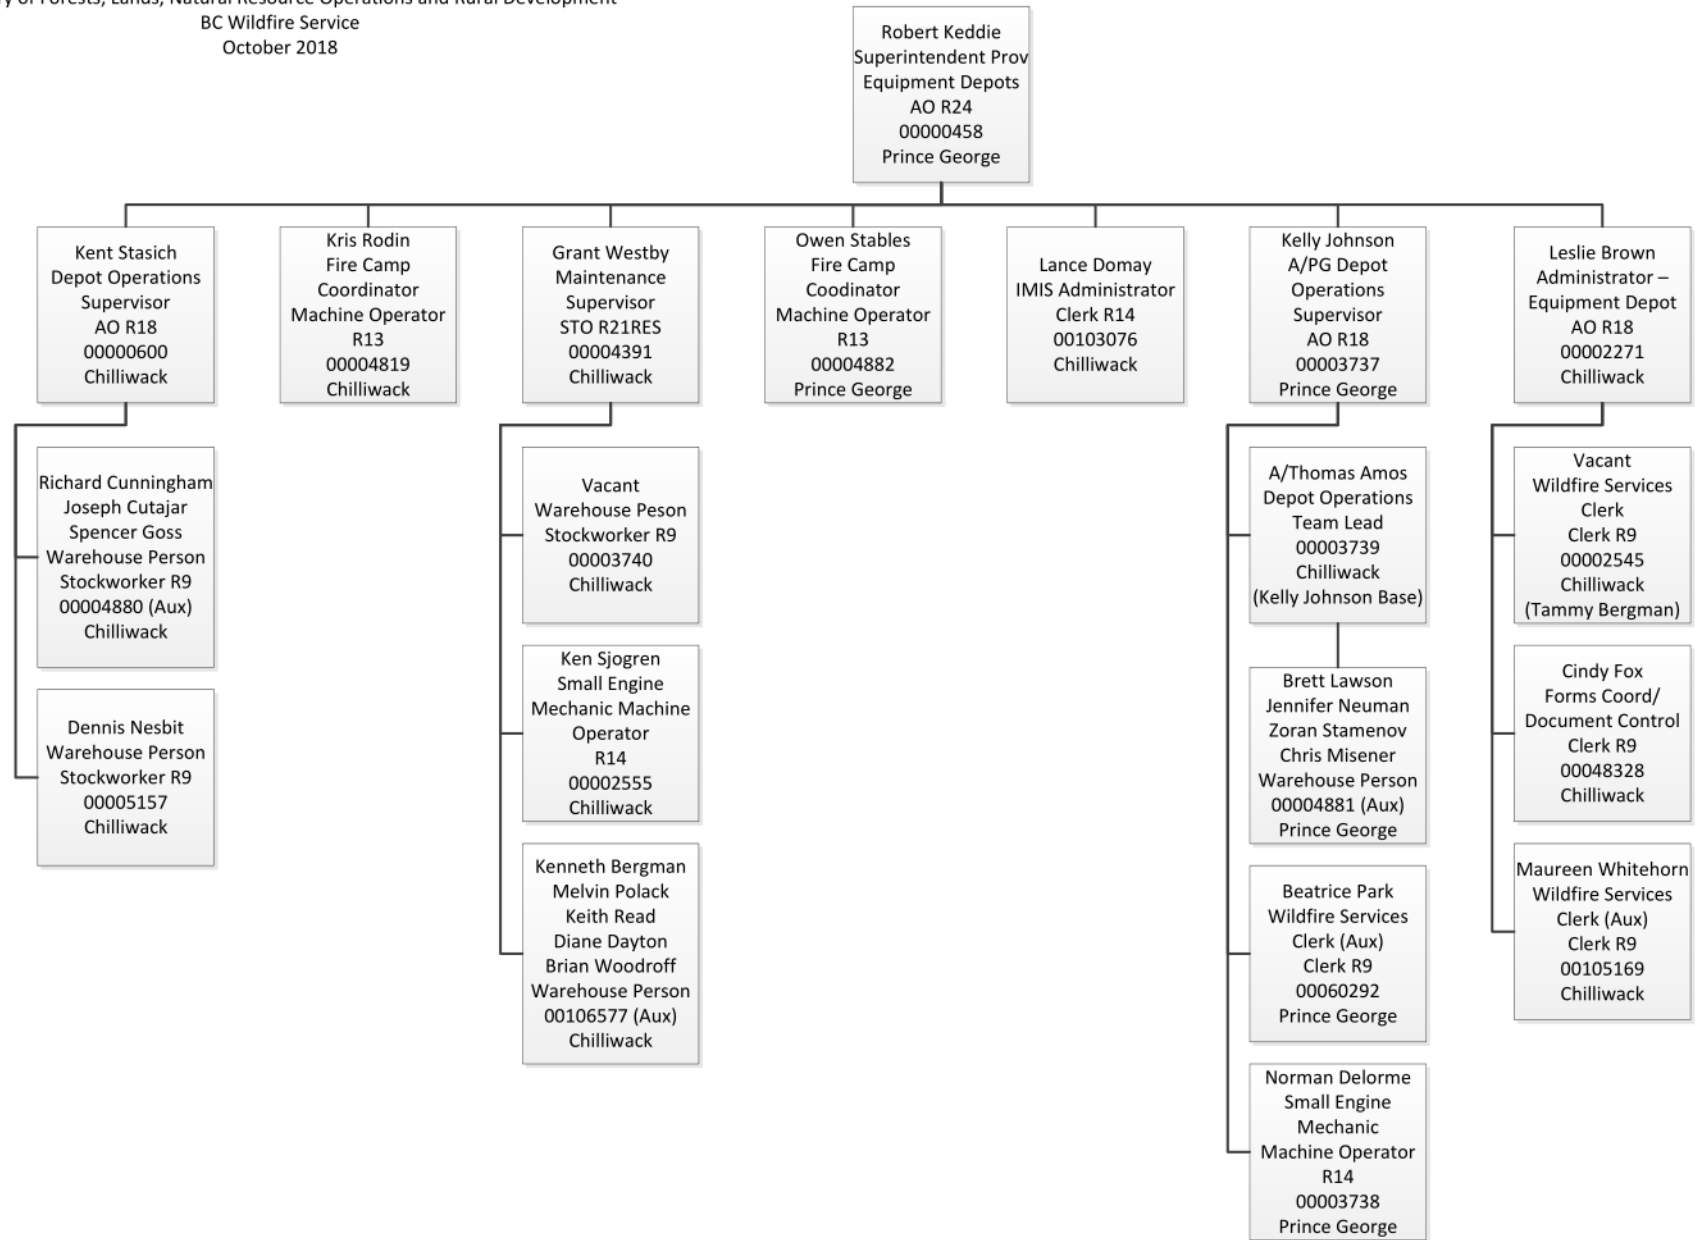 of Forests, Lands, Natural Resource Operations and Rural Development
BC Wildfire Service
October 2018
Robert Keddie
Superintendent Prov
Equipment Depots
AO R24
00000458
Prince George
Kent Stasich
Depot Operations
Supervisor
AO R18
00000600
Chilliwack
Kris Rodin
Fire Camp
Coordinator
Machine Operator
R13
00004819
Chilliwack
Grant Westby
Maintenance
Supervisor
STO R21RES
00004391
Chilliwack
Owen Stables
Fire Camp
Coodinator
Machine Operator
R13
00004882
Prince George
Lance Domay
IMIS Administrator
Clerk R14
00103076
Chilliwack
Kelly Johnson
A/PG Depot
Operations
Supervisor
AO R18
00003737
Prince George
Leslie Brown
Administrator –
Equipment Depot
AO R18
00002271
Chilliwack
Richard Cunningham
Joseph Cutajar
Spencer Goss
Warehouse Person
Stockworker R9
00004880 (Aux)
Chilliwack
Dennis Nesbit
Warehouse Person
Stockworker R9
00005157
Chilliwack
Vacant
Warehouse Peson
Stockworker R9
00003740
Chilliwack
Ken Sjogren
Small Engine
Mechanic Machine
Operator
R14
00002555
Chilliwack
Kenneth Bergman
Melvin Polack
Keith Read
Diane Dayton
Brian Woodroff
Warehouse Person
00106577 (Aux)
Chilliwack
A/Thomas Amos
Depot Operations
Team Lead
00003739
Chilliwack
(Kelly Johnson Base)
Brett Lawson
Jennifer Neuman
Zoran Stamenov
Chris Misener
Warehouse Person
00004881 (Aux)
Prince George
Beatrice Park
Wildfire Services
Clerk (Aux)
Clerk R9
00060292
Prince George
Norman Delorme
Small Engine
Mechanic
Machine Operator
R14
00003738
Prince George
Vacant
Wildfire Services
Clerk
Clerk R9
00002545
Chilliwack
(Tammy Bergman)
Cindy Fox
Forms Coord/
Document Control
Clerk R9
00048328
Chilliwack
Maureen Whitehorn
Wildfire Services
Clerk (Aux)
Clerk R9
00105169
Chilliwack